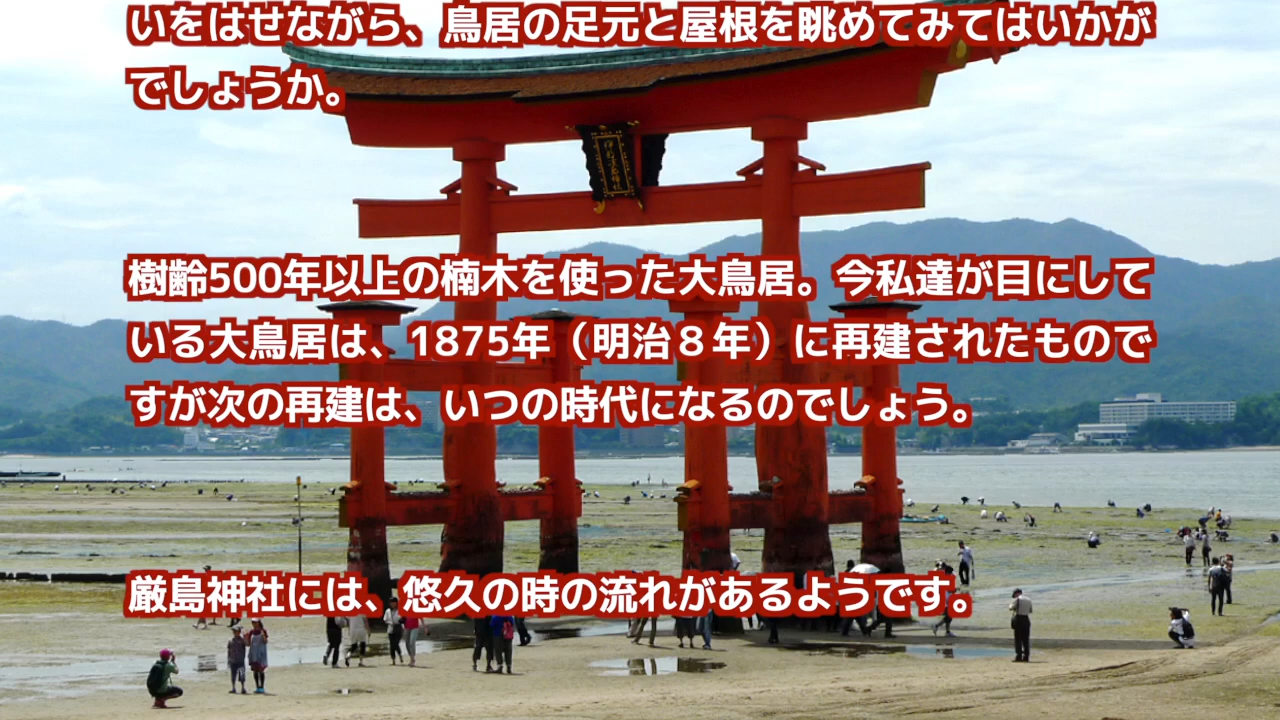 いをはせながら、鳥居の足元と屋根を眺めてみてはいかが
でしょうか。
樹齢500年以上の楠木を使った大鳥居。今私達が目にして
いる大鳥居は、1875年（明治８年）に再建されたもので
すが次の再建は、いつの時代になるのでしょう。
厳島神社には、悠久の時の流れがあるようです。